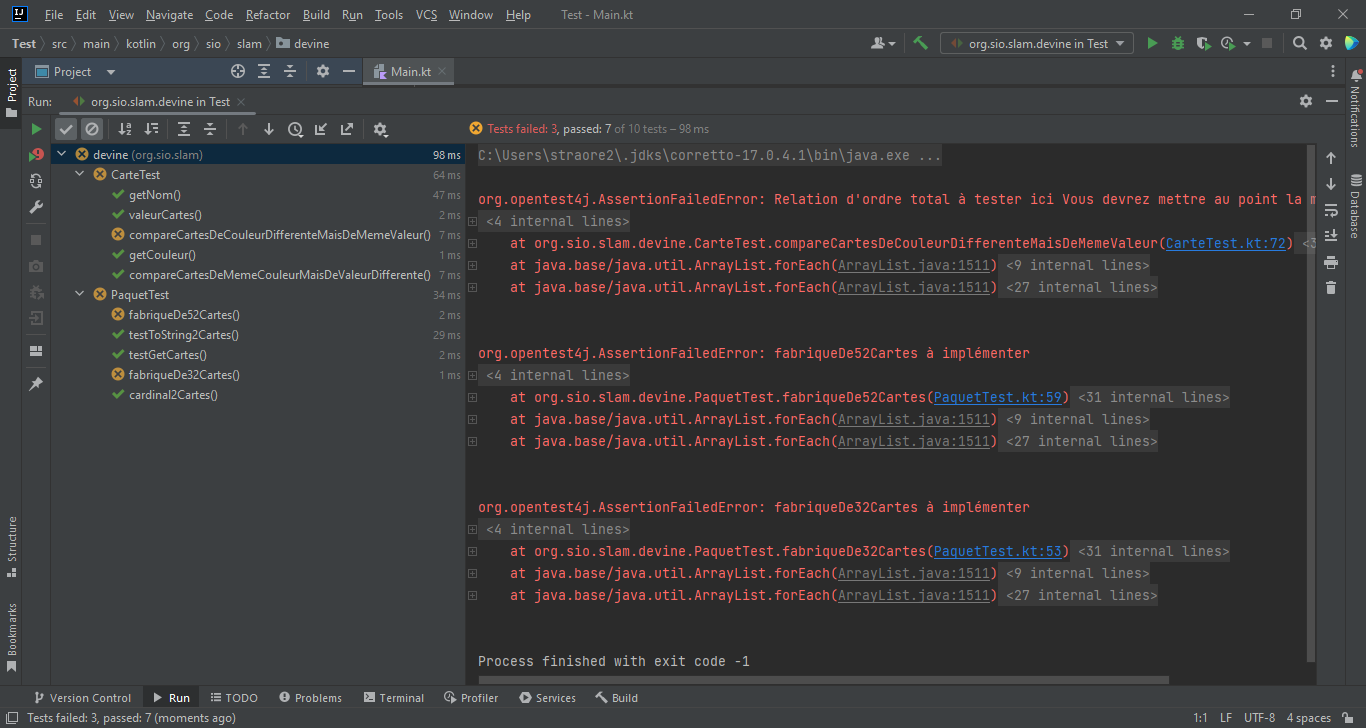 File Edit View Navigate Code Refactor Build Run Tools VCS Window Help Test - Main.kt
Test src main kotlin org sio slam devine org.sio.slam.devine in Test
Project Main.kt
Run: org.sio.slam.devine in Test
Tests failed: 3, passed: 7 of 10 tests – 98 ms
devine (org.sio.slam) 98 ms
CarteTest 64 ms
getNom() 47 ms
valeurCartes() 2 ms
compareCartesDeCouleurDifferenteMaisDeMemeValeur() 7 ms
getCouleur() 1 ms
compareCartesDeMemeCouleurMaisDeValeurDifferente() 7 ms
PaquetTest 34 ms
fabriqueDe52Cartes() 2 ms
testToString2Cartes() 29 ms
testGetCartes() 2 ms
fabriqueDe32Cartes() 1 ms
cardinal2Cartes()
C:\Users\straore2\.jdks\corretto-17.0.4.1\bin\java.exe ...
org.opentest4j.AssertionFailedError: Relation d'ordre total à tester ici Vous devrez mettre au point la m
<4 internal lines>
at org.sio.slam.devine.CarteTest.compareCartesDeCouleurDifferenteMaisDeMemeValeur(CarteTest.kt:72) <3
at java.base/java.util.ArrayList.forEach(ArrayList.java:1511) <9 internal lines>
at java.base/java.util.ArrayList.forEach(ArrayList.java:1511) <27 internal lines>
org.opentest4j.AssertionFailedError: fabriqueDe52Cartes à implémenter
<4 internal lines>
at org.sio.slam.devine.PaquetTest.fabriqueDe52Cartes(PaquetTest.kt:59) <31 internal lines>
at java.base/java.util.ArrayList.forEach(ArrayList.java:1511) <9 internal lines>
at java.base/java.util.ArrayList.forEach(ArrayList.java:1511) <27 internal lines>
org.opentest4j.AssertionFailedError: fabriqueDe32Cartes à implémenter
<4 internal lines>
at org.sio.slam.devine.PaquetTest.fabriqueDe32Cartes(PaquetTest.kt:53) <31 internal lines>
at java.base/java.util.ArrayList.forEach(ArrayList.java:1511) <9 internal lines>
at java.base/java.util.ArrayList.forEach(ArrayList.java:1511) <27 internal lines>
Process finished with exit code -1
Project
Structure
Bookmarks
Notifications
Database
Version Control Run TODO Problems Terminal Profiler Services Build
Tests failed: 3, passed: 7 (moments ago) 1:1 LF UTF-8 4 spaces